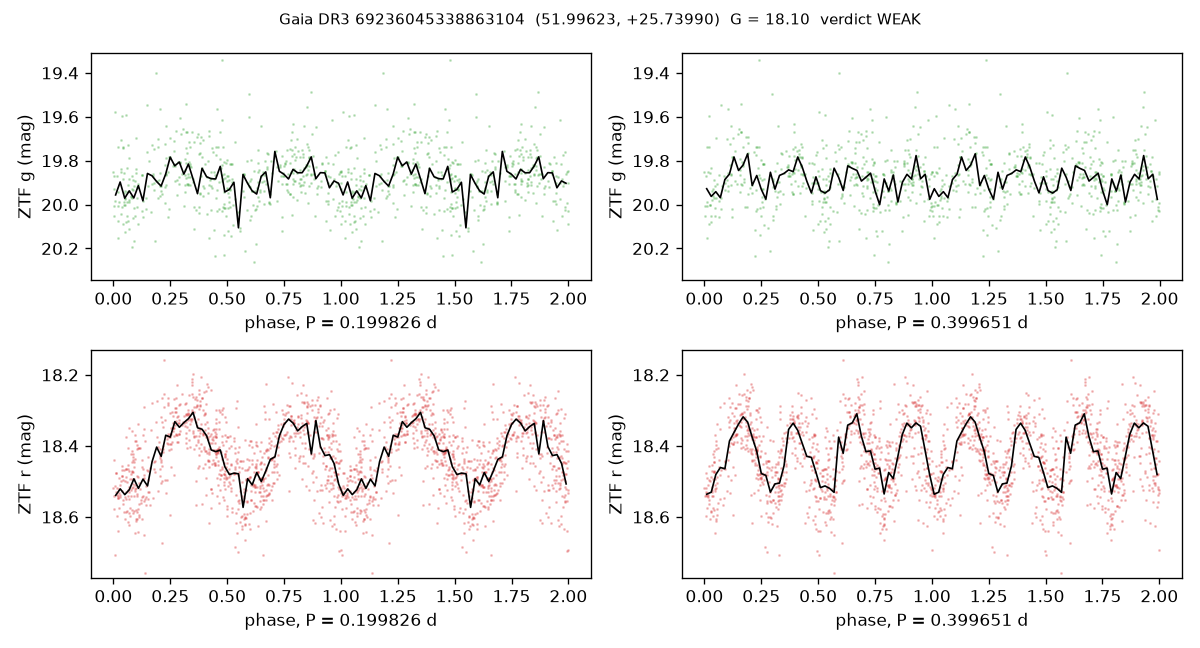 Gaia DR3 69236045338863104 (51.99623, +25.73990) G = 18.10 verdict WEAK
ZTF g (mag)
19.4
19.6
19.8
20.0
20.2
0.00 0.25 0.50 0.75 1.00 1.25 1.50 1.75 2.00
phase, P = 0.199826 d
ZTF g (mag)
19.4
19.6
19.8
20.0
20.2
0.00 0.25 0.50 0.75 1.00 1.25 1.50 1.75 2.00
phase, P = 0.399651 d
ZTF r (mag)
18.2
18.4
18.6
0.00 0.25 0.50 0.75 1.00 1.25 1.50 1.75 2.00
phase, P = 0.199826 d
ZTF r (mag)
18.2
18.4
18.6
0.00 0.25 0.50 0.75 1.00 1.25 1.50 1.75 2.00
phase, P = 0.399651 d